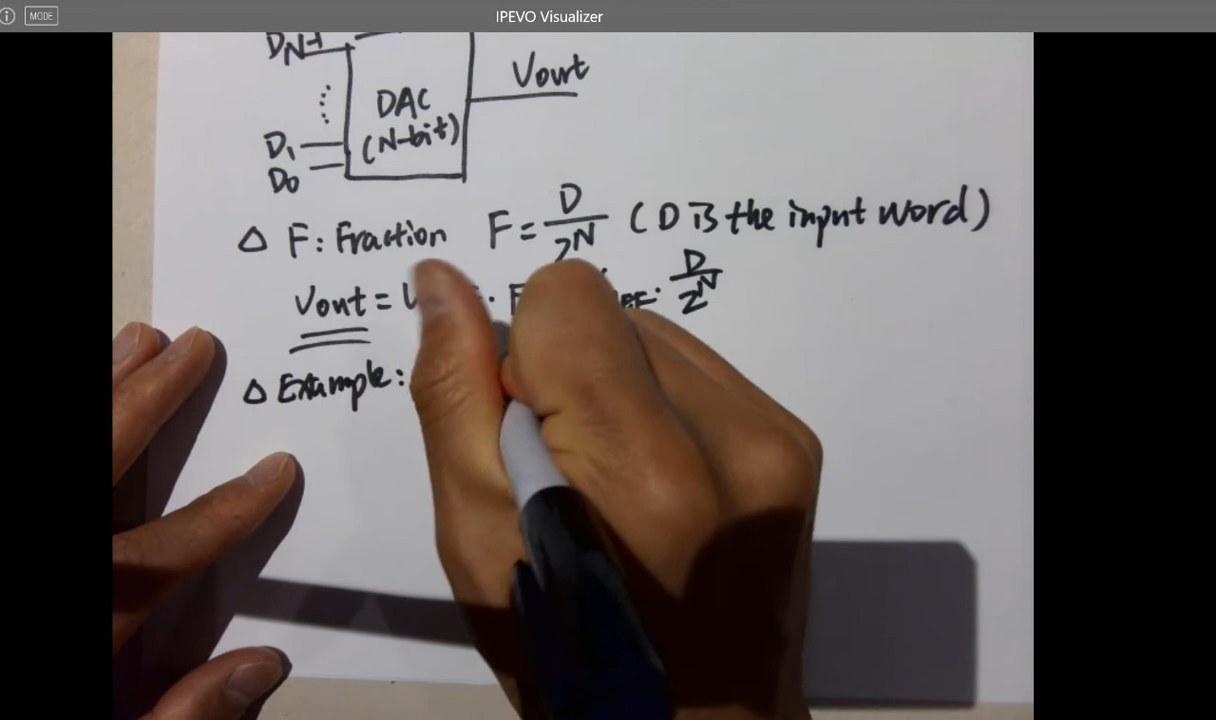 MODE
IPEVO Visualizer
DN-1
Vout
DAC
(N-bit)
D1
D0
Δ F: Fraction F = D/2^N (D is the input word)
Vout = · D/2^N
Δ Example: